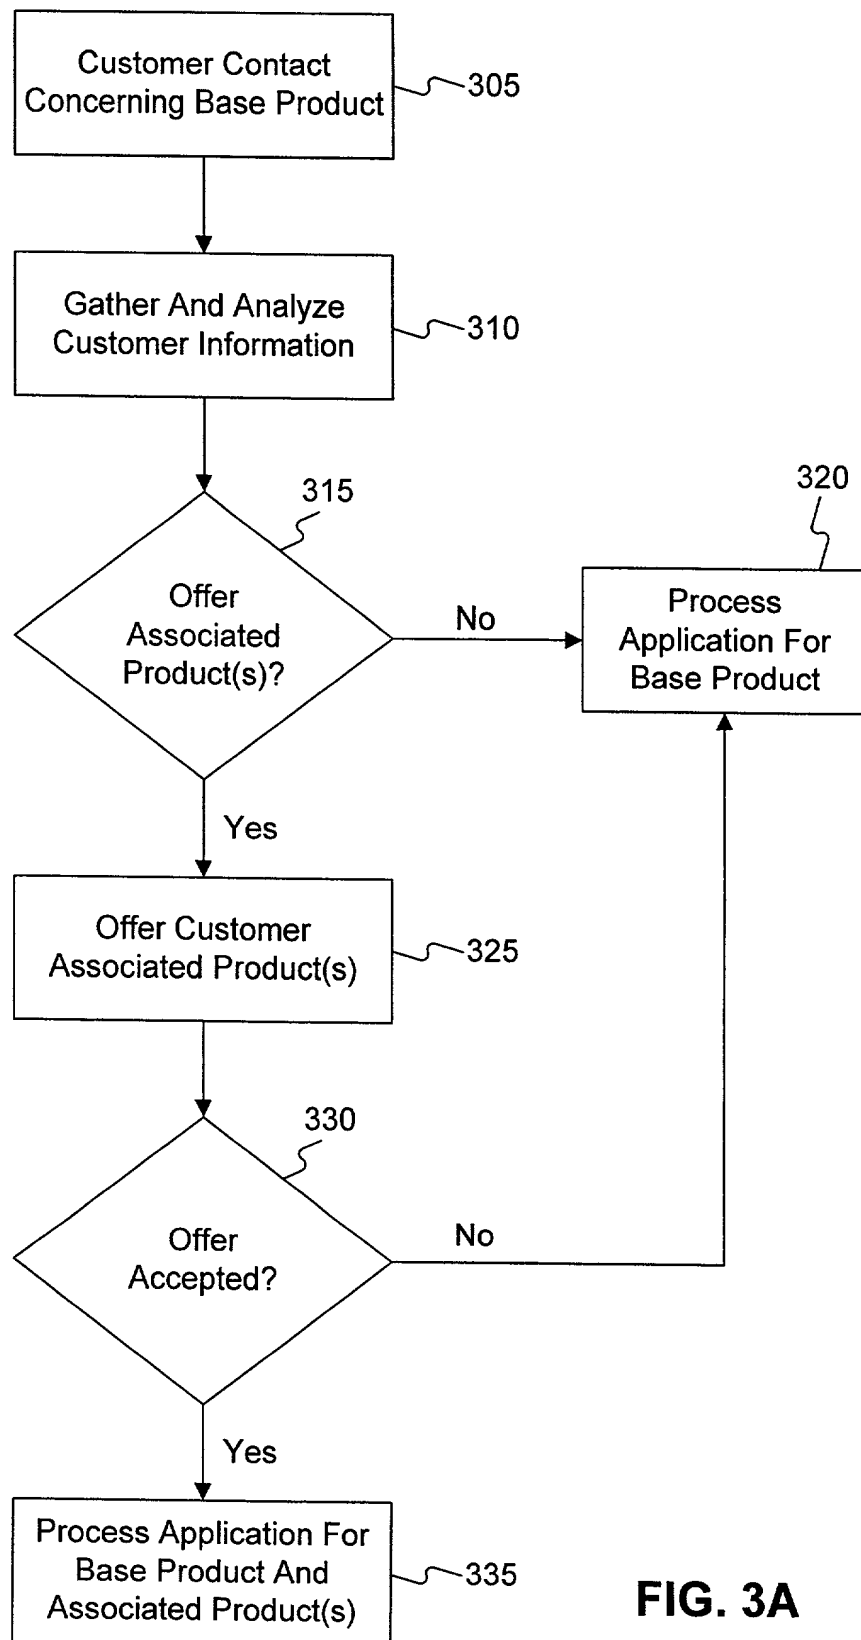 Customer Contact
Concerning Base Product
305
Gather And Analyze
Customer Information
310
315
Offer
Associated
Product(s)?
No
320
Process
Application For
Base Product
Yes
Offer Customer
Associated Product(s)
325
330
Offer
Accepted?
No
Yes
Process Application For
Base Product And
Associated Product(s)
335
FIG. 3A